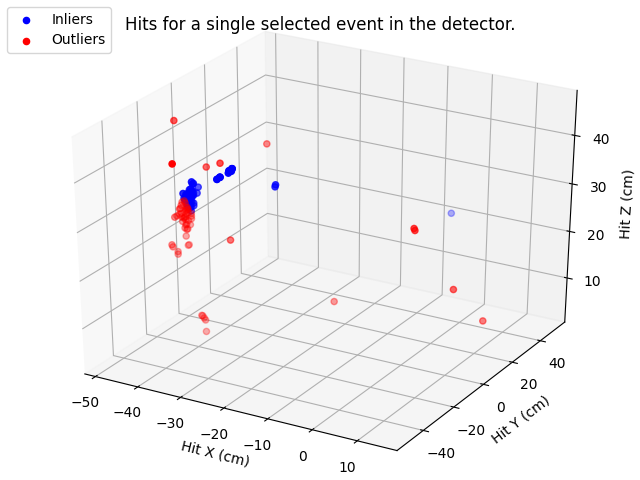 Hits for a single selected event in the detector.
Inliers
Outliers
40
30
20
10
Hit Z (cm)
−50
−40
−30
−20
−10
0
10
Hit X (cm)
−40
−20
0
20
40
Hit Y (cm)